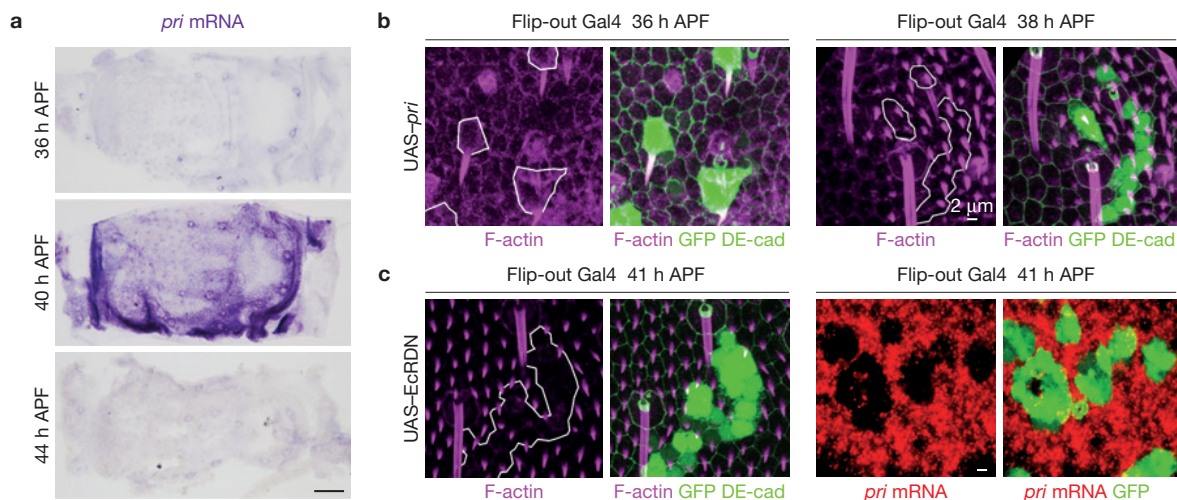 a
pri mRNA
36 h APF
40 h APF
44 h APF
b
Flip-out Gal4 36 h APF
Flip-out Gal4 38 h APF
UAS–pri
2 μm
F-actin
F-actin GFP DE-cad
F-actin
F-actin GFP DE-cad
c
Flip-out Gal4 41 h APF
Flip-out Gal4 41 h APF
UAS–EcRDN
F-actin
F-actin GFP DE-cad
pri mRNA
pri mRNA GFP